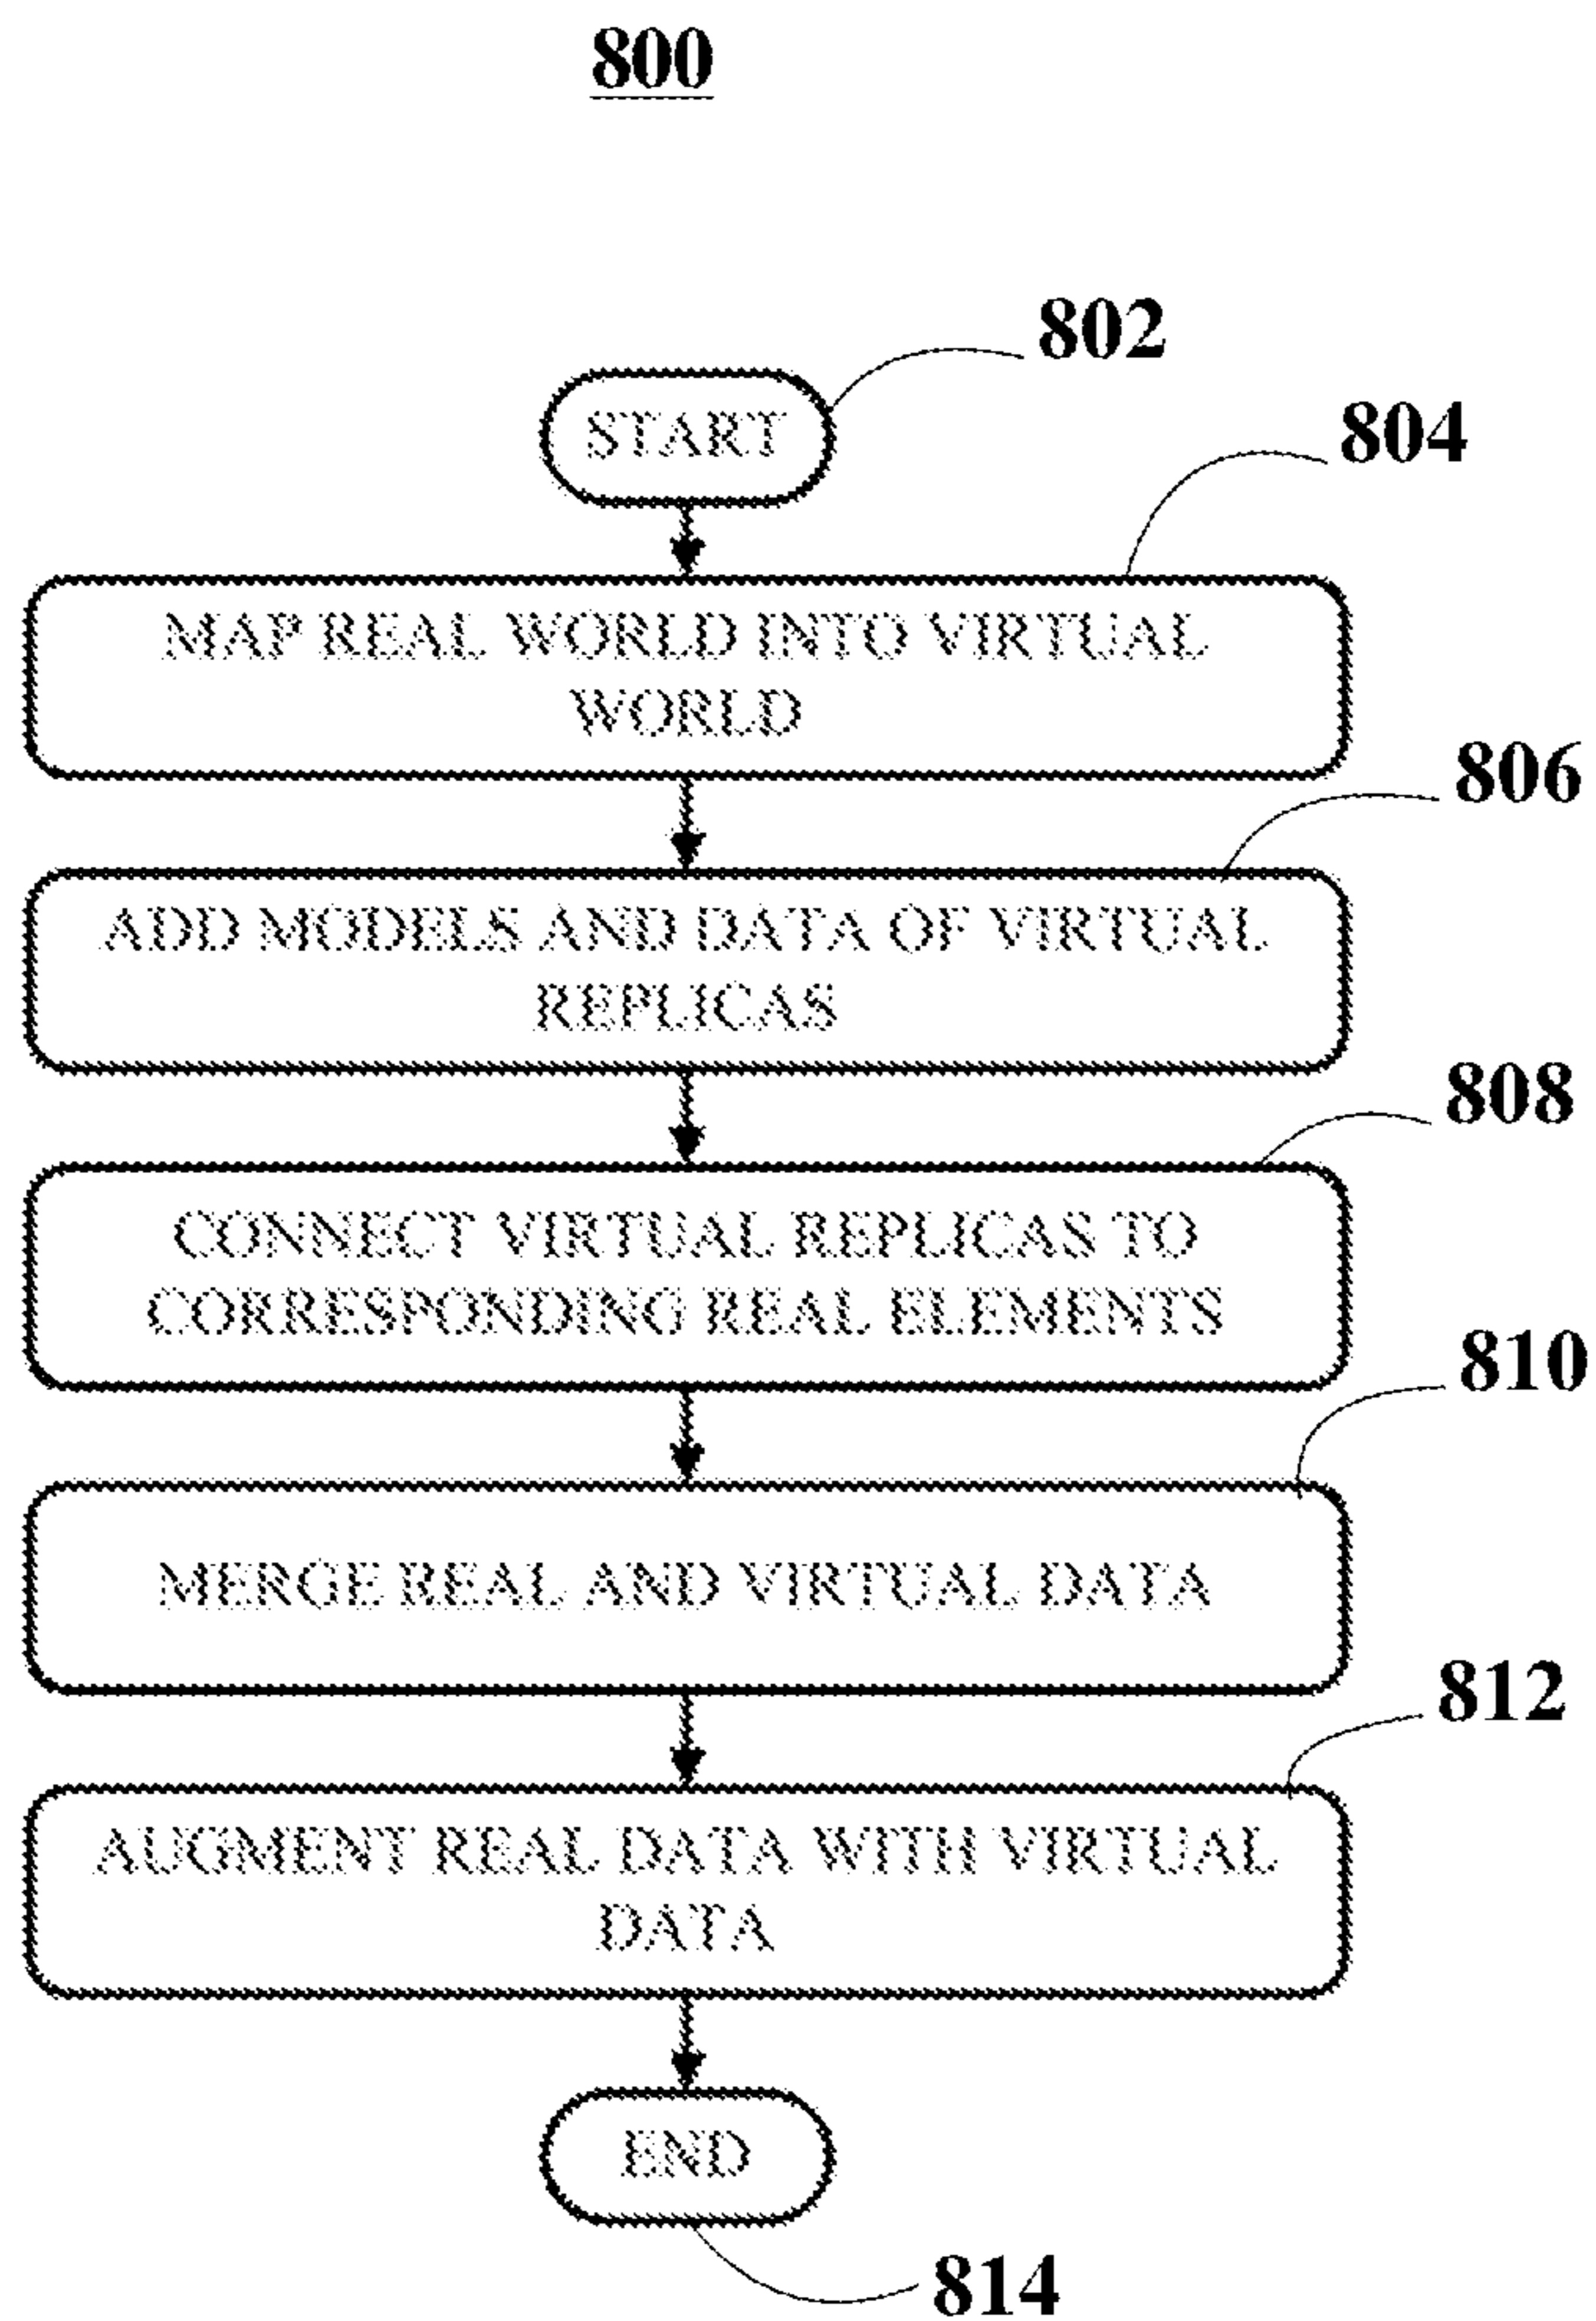 800
802
START
804
MAP REAL WORLD INTO VIRTUAL
WORLD
806
ADD MODELS AND DATA OF VIRTUAL
REPLICAS
808
CONNECT VIRTUAL REPLICAS TO
CORRESPONDING REAL ELEMENTS
810
MERGE REAL AND VIRTUAL DATA
812
AUGMENT REAL DATA WITH VIRTUAL
DATA
END
814